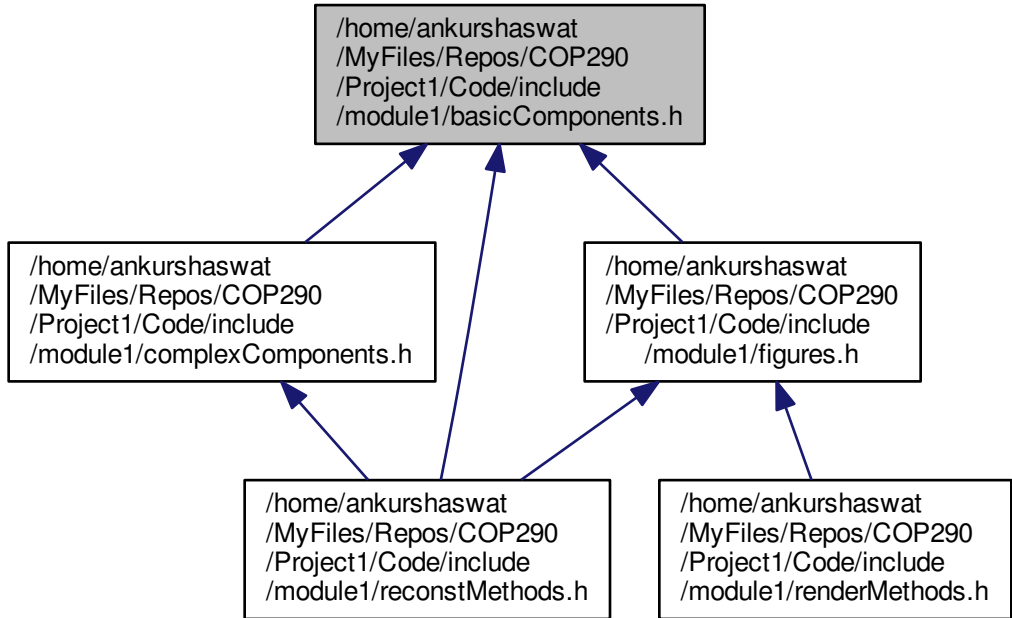 /home/ankurshaswat
/MyFiles/Repos/COP290
/Project1/Code/include
/module1/basicComponents.h
/home/ankurshaswat
/MyFiles/Repos/COP290
/Project1/Code/include
/module1/complexComponents.h
/home/ankurshaswat
/MyFiles/Repos/COP290
/Project1/Code/include
/module1/figures.h
/home/ankurshaswat
/MyFiles/Repos/COP290
/Project1/Code/include
/module1/reconstMethods.h
/home/ankurshaswat
/MyFiles/Repos/COP290
/Project1/Code/include
/module1/renderMethods.h